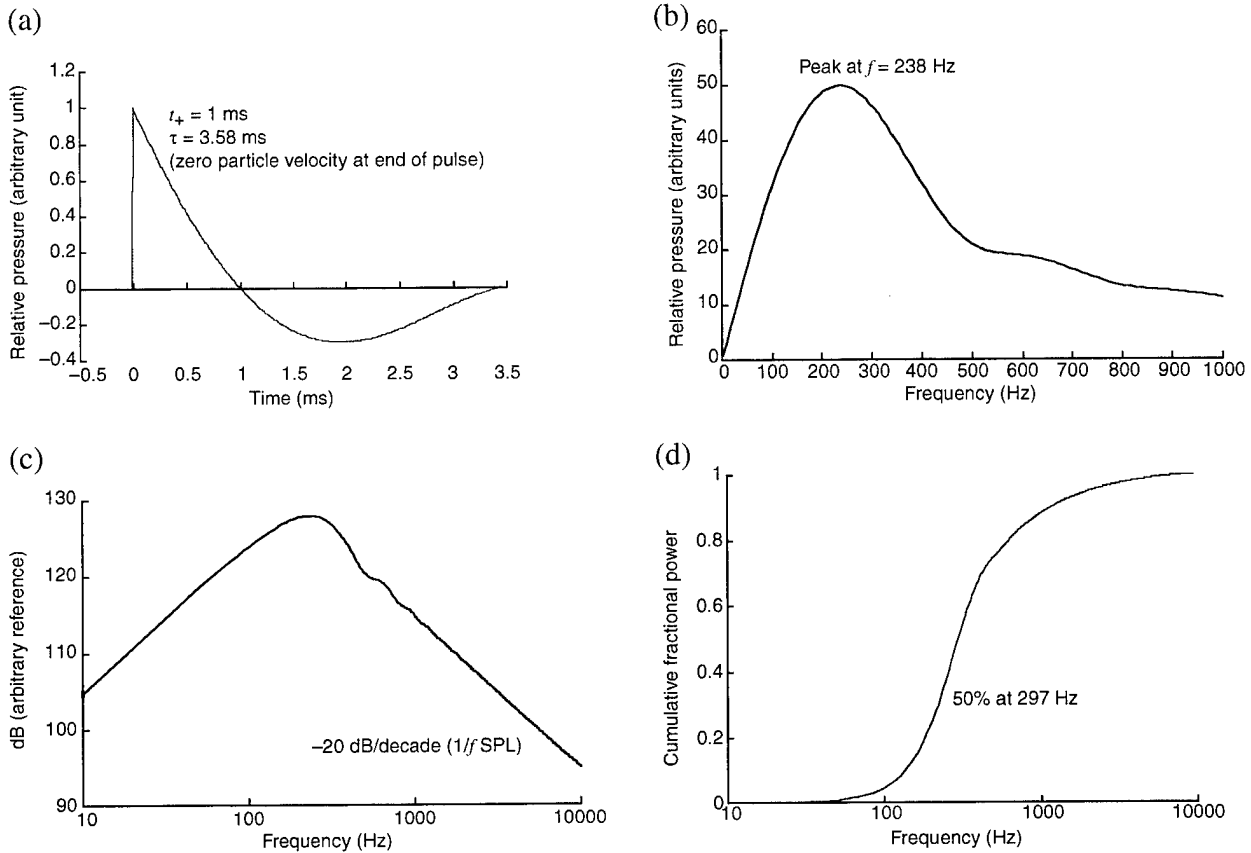 (a)
Relative pressure (arbitrary unit)
1.2
1
0.8
0.6
0.4
0.2
0
−0.2
−0.4
t+ = 1 ms
τ = 3.58 ms
(zero particle velocity at end of pulse)
−0.5 0 0.5 1 1.5 2 2.5 3 3.5
Time (ms)
(b)
Relative pressure (arbitrary units)
60
50
40
30
20
10
0
Peak at f = 238 Hz
0 100 200 300 400 500 600 700 800 900 1000
Frequency (Hz)
(c)
dB (arbitrary reference)
130
120
110
100
90
−20 dB/decade (1/f SPL)
10 100 1000 10000
Frequency (Hz)
(d)
Cumulative fractional power
1
0.8
0.6
0.4
0.2
0
50% at 297 Hz
10 100 1000 10000
Frequency (Hz)